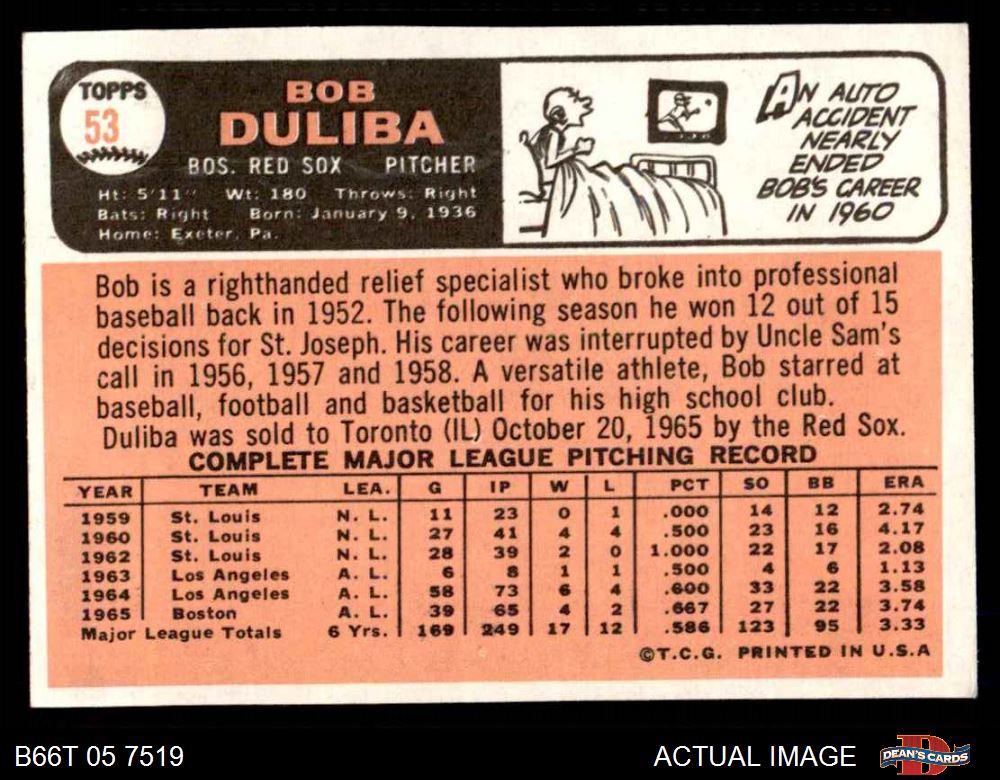 TOPPS
53
BOB
DULIBA
BOS. RED SOX PITCHER
Ht: 5'11" Wt: 180 Throws: Right
Bats: Right Born: January 9, 1936
Home: Exeter, Pa.
AN AUTO
ACCIDENT
NEARLY
ENDED
BOB'S CAREER
IN 1960
Bob is a righthanded relief specialist who broke into professional
baseball back in 1952. The following season he won 12 out of 15
decisions for St. Joseph. His career was interrupted by Uncle Sam's
call in 1956, 1957 and 1958. A versatile athlete, Bob starred at
baseball, football and basketball for his high school club.
Duliba was sold to Toronto (IL) October 20, 1965 by the Red Sox.
COMPLETE MAJOR LEAGUE PITCHING RECORD
YEAR TEAM LEA. G IP W L PCT SO BB ERA
1959 St. Louis N. L. 11 23 0 1 .000 14 12 2.74
1960 St. Louis N. L. 27 41 4 4 .500 23 16 4.17
1962 St. Louis N. L. 28 39 2 0 1.000 22 17 2.08
1963 Los Angeles A. L. 6 8 1 1 .500 4 6 1.13
1964 Los Angeles A. L. 58 73 6 4 .600 33 22 3.58
1965 Boston A. L. 39 65 4 2 .667 27 22 3.74
Major League Totals 6 Yrs. 169 249 17 12 .586 123 95 3.33
©T.C.G. PRINTED IN U.S.A
B66T 05 7519 ACTUAL IMAGE
DEAN'S CARDS